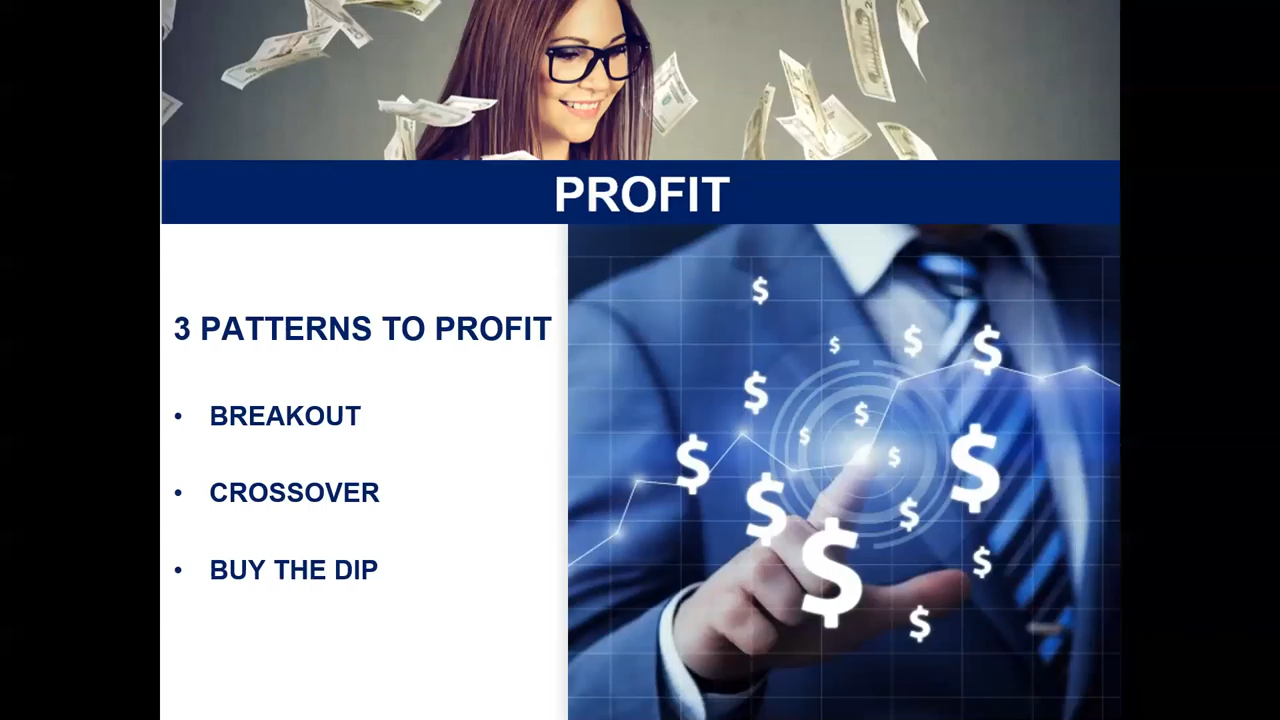 PROFIT
3 PATTERNS TO PROFIT
• BREAKOUT
• CROSSOVER
• BUY THE DIP